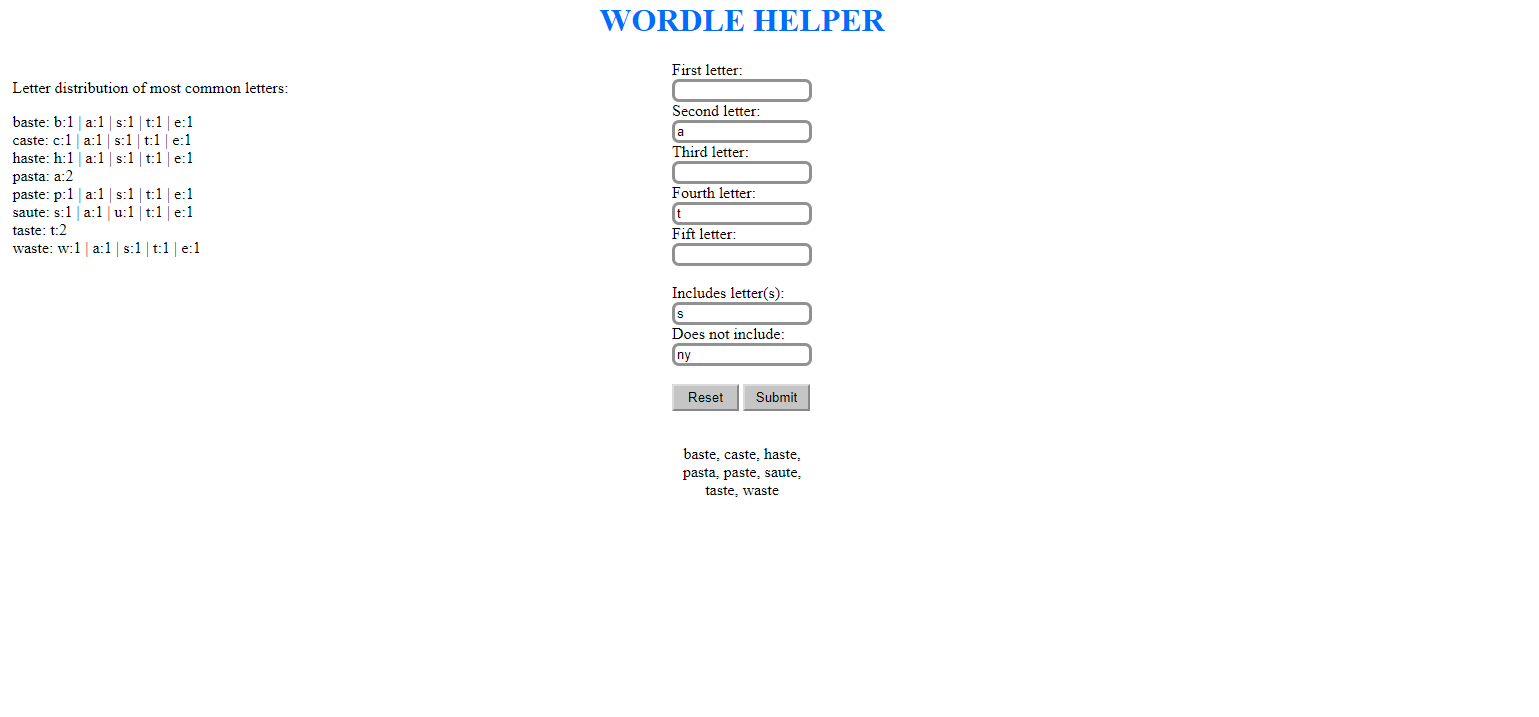 WORDLE HELPER
Letter distribution of most common letters:
baste: b:1 | a:1 | s:1 | t:1 | e:1
caste: c:1 | a:1 | s:1 | t:1 | e:1
haste: h:1 | a:1 | s:1 | t:1 | e:1
pasta: a:2
paste: p:1 | a:1 | s:1 | t:1 | e:1
saute: s:1 | a:1 | u:1 | t:1 | e:1
taste: t:2
waste: w:1 | a:1 | s:1 | t:1 | e:1
First letter:
Second letter:
a
Third letter:
Fourth letter:
t
Fift letter:
Includes letter(s):
s
Does not include:
ny
Reset Submit
baste, caste, haste,
pasta, paste, saute,
taste, waste